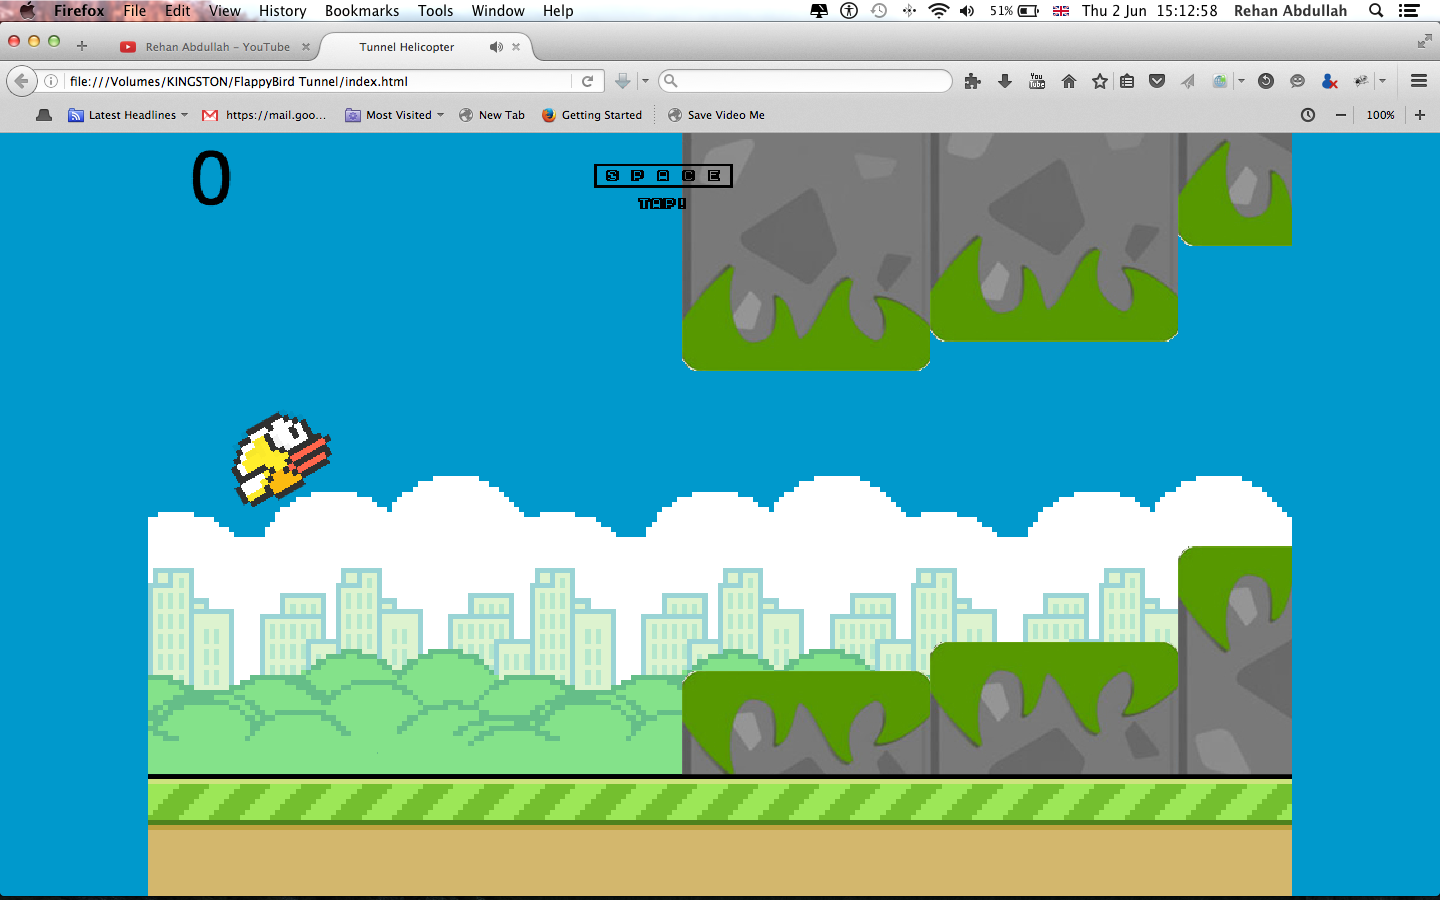 Firefox File Edit View History Bookmarks Tools Window Help 51% Thu 2 Jun 15:12:58 Rehan Abdullah
Rehan Abdullah – YouTube Tunnel Helicopter
file:///Volumes/KINGSTON/FlappyBird Tunnel/index.html You Tube
Latest Headlines https://mail.goo... Most Visited New Tab Getting Started Save Video Me 100%
0
SPACE
TAP!